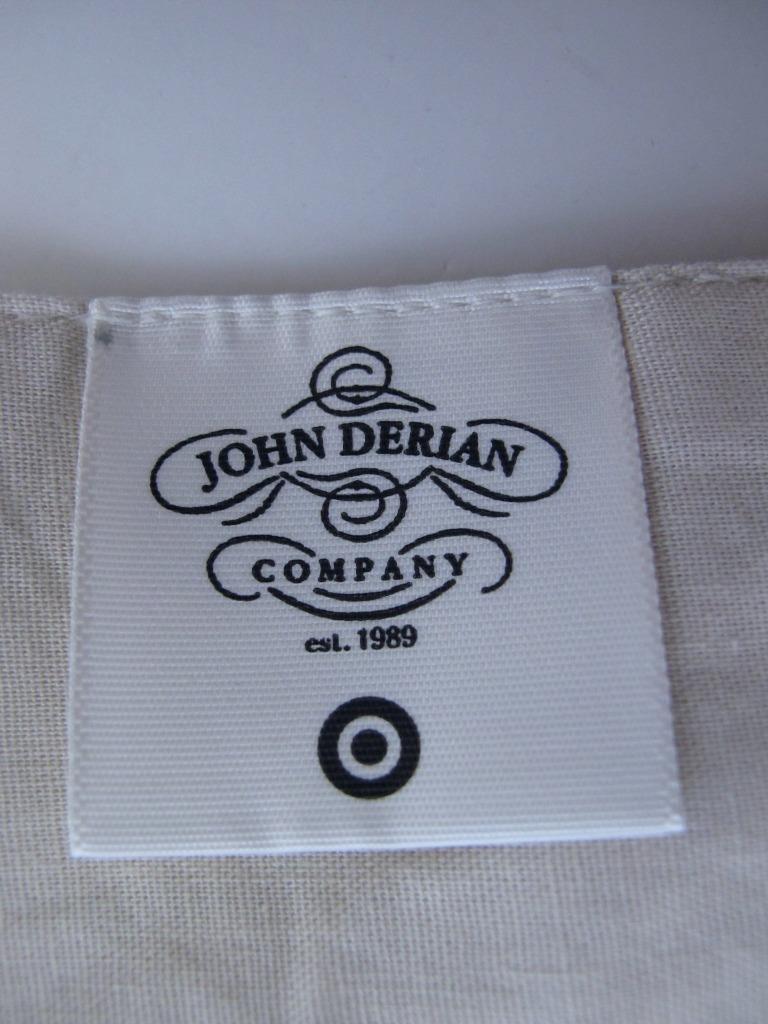 JOHN DERIAN
COMPANY
est. 1989